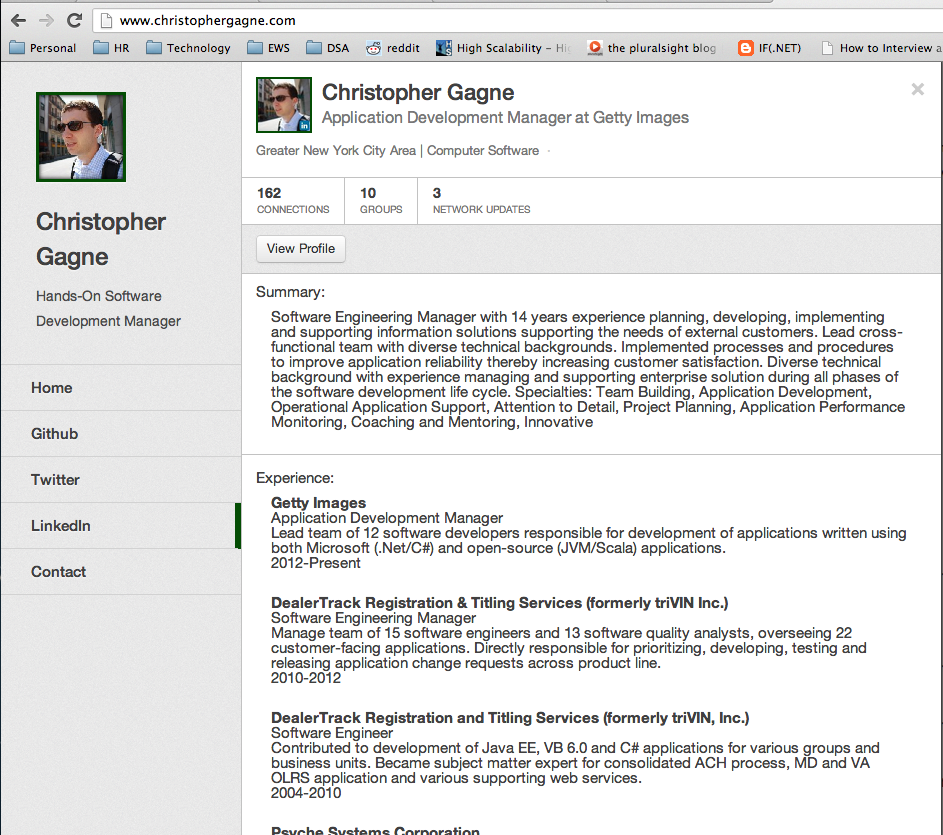 www.christophergagne.com
Personal HR Technology EWS DSA reddit High Scalability – the pluralsight blog IF(.NET) How to Interview
Christopher
Gagne
Hands-On Software
Development Manager
Home
Github
Twitter
LinkedIn
Contact
Christopher Gagne
Application Development Manager at Getty Images
Greater New York City Area | Computer Software ·
162 10 3
CONNECTIONS GROUPS NETWORK UPDATES
View Profile
Summary:
Software Engineering Manager with 14 years experience planning, developing, implementing
and supporting information solutions supporting the needs of external customers. Lead cross-
functional team with diverse technical backgrounds. Implemented processes and procedures
to improve application reliability thereby increasing customer satisfaction. Diverse technical
background with experience managing and supporting enterprise solution during all phases of
the software development life cycle. Specialties: Team Building, Application Development,
Operational Application Support, Attention to Detail, Project Planning, Application Performance
Monitoring, Coaching and Mentoring, Innovative
Experience:
Getty Images
Application Development Manager
Lead team of 12 software developers responsible for development of applications written using
both Microsoft (.Net/C#) and open-source (JVM/Scala) applications.
2012-Present
DealerTrack Registration & Titling Services (formerly triVIN Inc.)
Software Engineering Manager
Manage team of 15 software engineers and 13 software quality analysts, overseeing 22
customer-facing applications. Directly responsible for prioritizing, developing, testing and
releasing application change requests across product line.
2010-2012
DealerTrack Registration and Titling Services (formerly triVIN, Inc.)
Software Engineer
Contributed to development of Java EE, VB 6.0 and C# applications for various groups and
business units. Became subject matter expert for consolidated ACH process, MD and VA
OLRS application and various supporting web services.
2004-2010
Psyche Systems Corporation